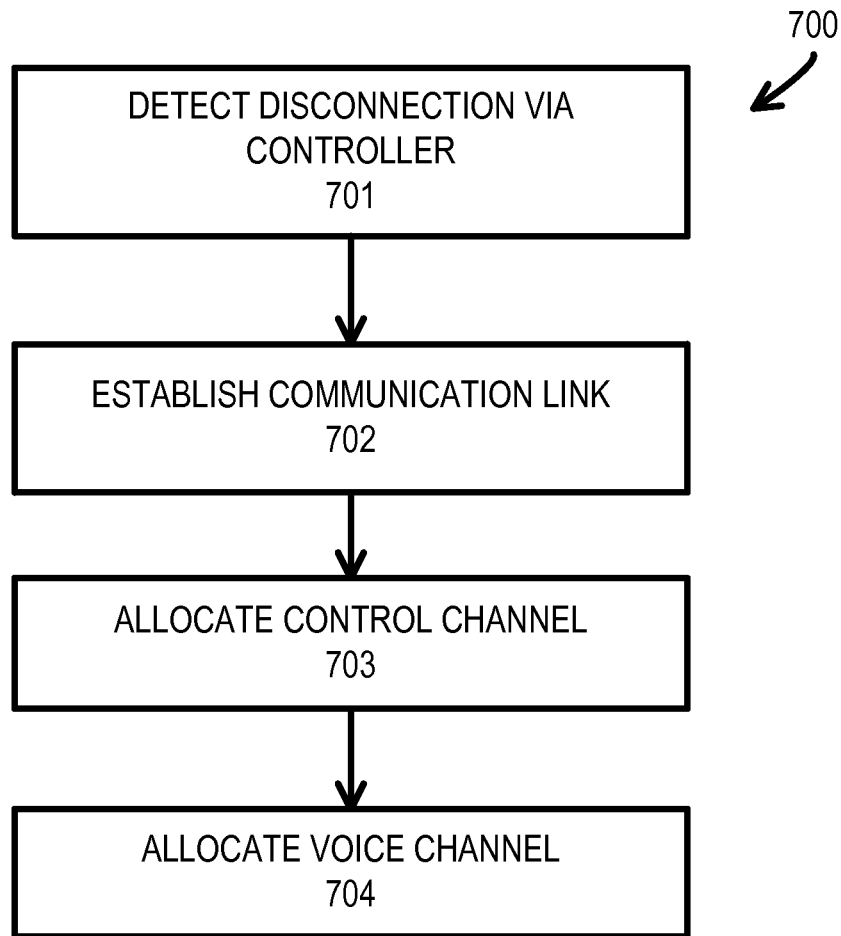 700
DETECT DISCONNECTION VIA
CONTROLLER
701
ESTABLISH COMMUNICATION LINK
702
ALLOCATE CONTROL CHANNEL
703
ALLOCATE VOICE CHANNEL
704